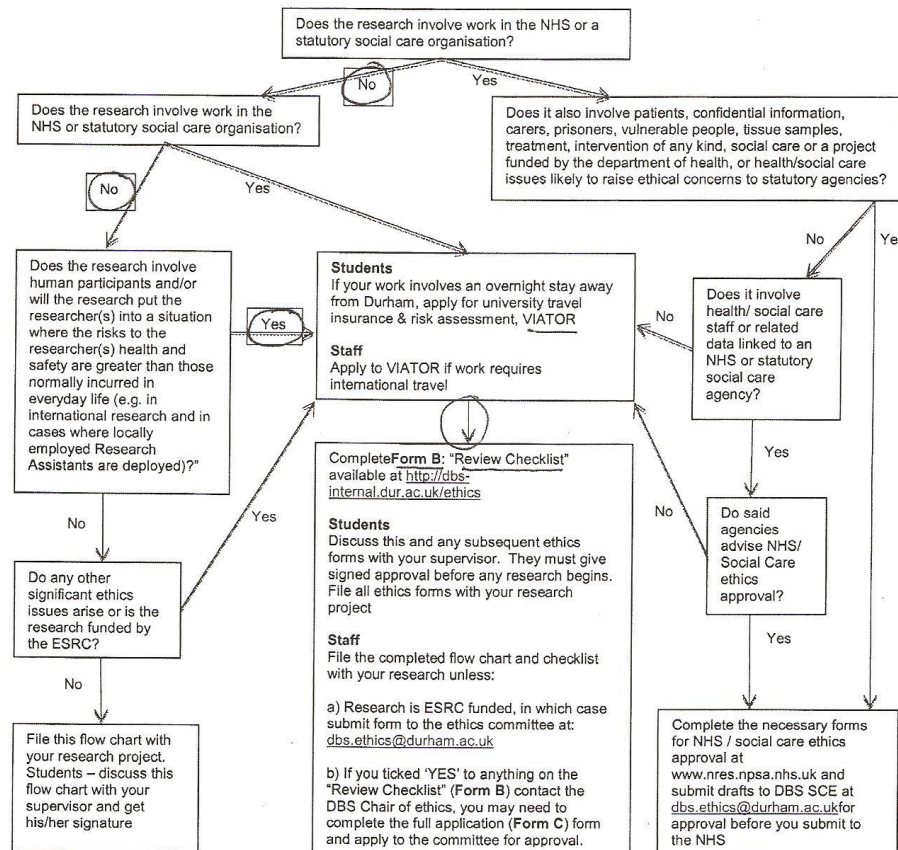 Does the research involve work in the NHS or a
statutory social care organisation?
No
Yes
Does the research involve work in the
NHS or statutory social care organisation?
Does it also involve patients, confidential information,
carers, prisoners, vulnerable people, tissue samples,
treatment, intervention of any kind, social care or a project
funded by the department of health, or health/social care
issues likely to raise ethical concerns to statutory agencies?
No
Yes
No
Ye
Does the research involve
human participants and/or
will the research put the
researcher(s) into a situation
where the risks to the
researcher(s) health and
safety are greater than those
normally incurred in
everyday life (e.g. in
international research and in
cases where locally
employed Research
Assistants are deployed)?"
Yes
Students
If your work involves an overnight stay away
from Durham, apply for university travel
insurance & risk assessment, VIATOR
Staff
Apply to VIATOR if work requires
international travel
No
Does it involve
health/ social care
staff or related
data linked to an
NHS or statutory
social care
agency?
Yes
No
Yes
No
Do any other
significant ethics
issues arise or is the
research funded by
the ESRC?
CompleteForm B: "Review Checklist"
available at http://dbs-
internal.dur.ac.uk/ethics
Students
Discuss this and any subsequent ethics
forms with your supervisor. They must give
signed approval before any research begins.
File all ethics forms with your research
project
Staff
File the completed flow chart and checklist
with your research unless:
a) Research is ESRC funded, in which case
submit form to the ethics committee at:
dbs.ethics@durham.ac.uk
b) If you ticked 'YES' to anything on the
"Review Checklist" (Form B) contact the
DBS Chair of ethics, you may need to
complete the full application (Form C) form
and apply to the committee for approval.
Do said
agencies
advise NHS/
Social Care
ethics
approval?
Yes
No
File this flow chart with
your research project.
Students – discuss this
flow chart with your
supervisor and get
his/her signature
Complete the necessary forms
for NHS / social care ethics
approval at
www.nres.npsa.nhs.uk and
submit drafts to DBS SCE at
dbs.ethics@durham.ac.ukfor
approval before you submit to
the NHS